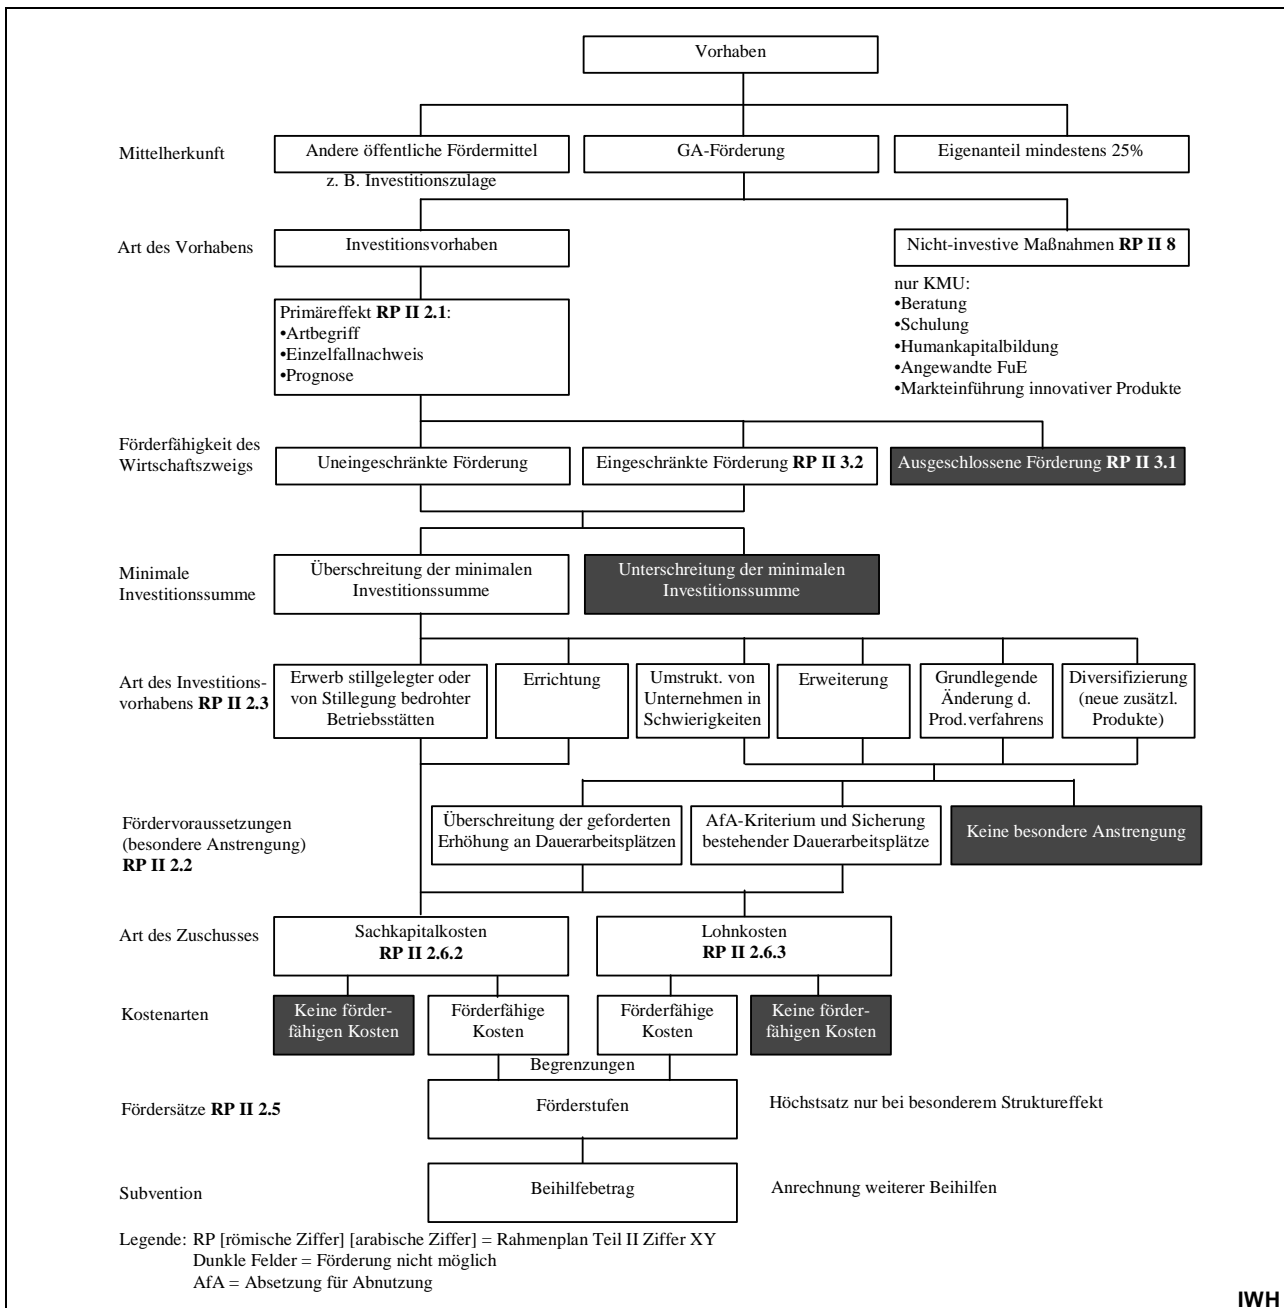 Vorhaben
Mittelherkunft
Andere öffentliche Fördermittel
z. B. Investitionszulage
GA-Förderung
Eigenanteil mindestens 25%
Art des Vorhabens
Investitionsvorhaben
Nicht-investive Maßnahmen RP II 8
nur KMU:
•Beratung
•Schulung
•Humankapitalbildung
•Angewandte FuE
•Markteinführung innovativer Produkte
Primäreffekt RP II 2.1:
•Artbegriff
•Einzelfallnachweis
•Prognose
Förderfähigkeit des
Wirtschaftszweigs
Uneingeschränkte Förderung
Eingeschränkte Förderung RP II 3.2
Ausgeschlossene Förderung RP II 3.1
Minimale
Investitionssumme
Überschreitung der minimalen
Investitionssumme
Unterschreitung der minimalen
Investitionssumme
Art des Investitions-
vorhabens RP II 2.3
Erwerb stillgelegter oder
von Stillegung bedrohter
Betriebsstätten
Errichtung
Umstrukt. von
Unternehmen in
Schwierigkeiten
Erweiterung
Grundlegende
Änderung d.
Prod.verfahrens
Diversifizierung
(neue zusätzl.
Produkte)
Fördervoraussetzungen
(besondere Anstrengung)
RP II 2.2
Überschreitung der geforderten
Erhöhung an Dauerarbeitsplätzen
AfA-Kriterium und Sicherung
bestehender Dauerarbeitsplätze
Keine besondere Anstrengung
Art des Zuschusses
Sachkapitalkosten
RP II 2.6.2
Lohnkosten
RP II 2.6.3
Kostenarten
Keine förder-
fähigen Kosten
Förderfähige
Kosten
Förderfähige
Kosten
Keine förder-
fähigen Kosten
Begrenzungen
Fördersätze RP II 2.5
Förderstufen
Höchstsatz nur bei besonderem Struktureffekt
Subvention
Beihilfebetrag
Anrechnung weiterer Beihilfen
Legende: RP [römische Ziffer] [arabische Ziffer] = Rahmenplan Teil II Ziffer XY
Dunkle Felder = Förderung nicht möglich
AfA = Absetzung für Abnutzung
IWH